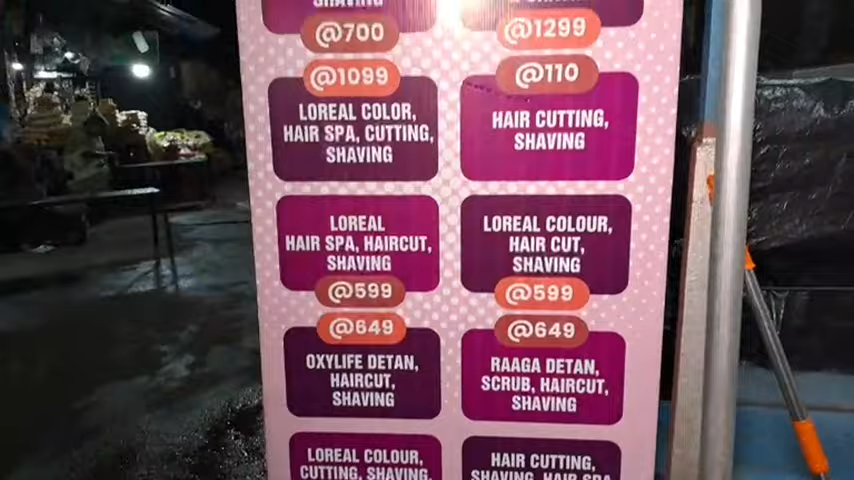 SHAVING
@700
@1299
@1099
LOREAL COLOR,
HAIR SPA, CUTTING,
SHAVING
@110
HAIR CUTTING,
SHAVING
LOREAL
HAIR SPA, HAIRCUT,
SHAVING
@599
LOREAL COLOUR,
HAIR CUT,
SHAVING
@599
@649
OXYLIFE DETAN,
HAIRCUT,
SHAVING
@649
RAAGA DETAN,
SCRUB, HAIRCUT,
SHAVING
LOREAL COLOUR,
CUTTING, SHAVING,
HAIR CUTTING,
SHAVING, HAIR SPA